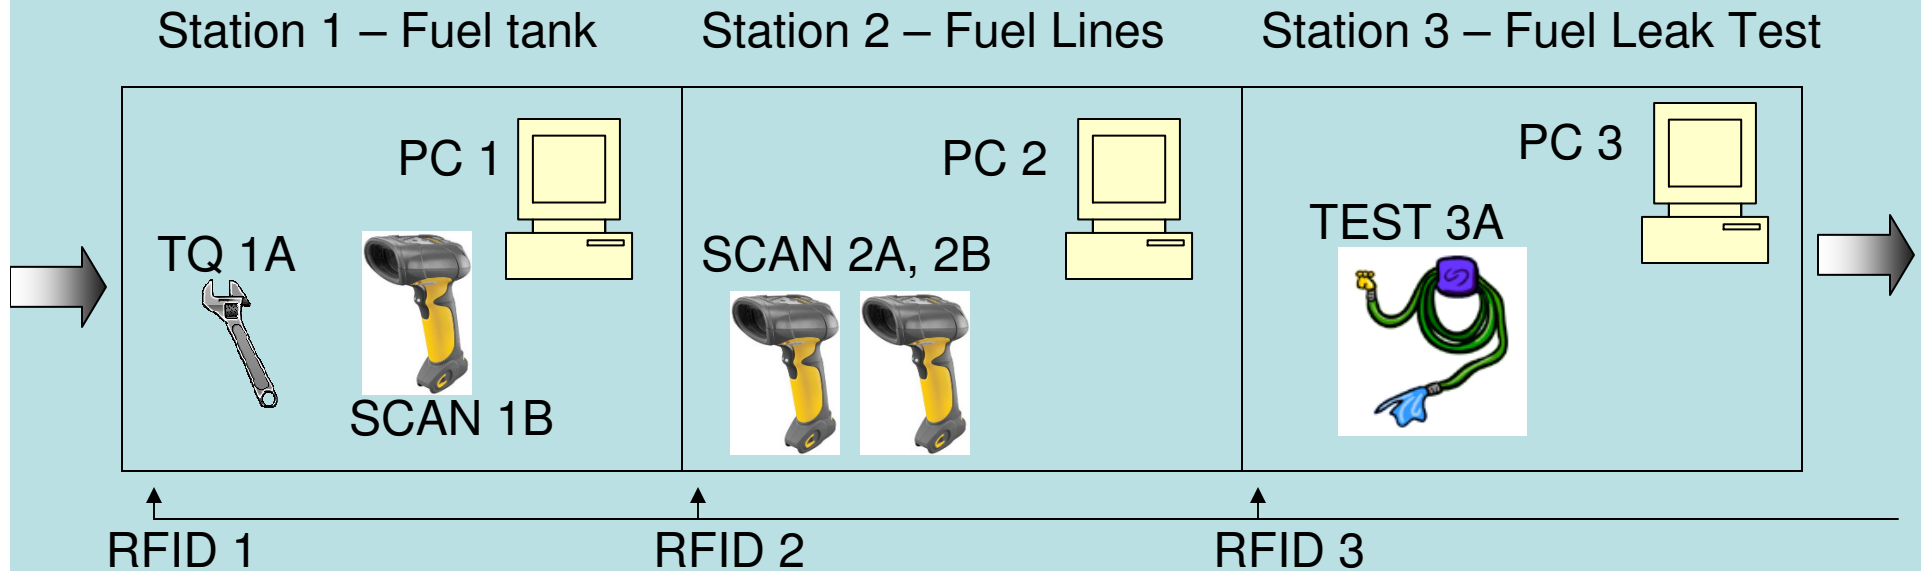 Station 1 – Fuel tank
Station 2 – Fuel Lines
Station 3 – Fuel Leak Test
PC 1
PC 2
PC 3
TQ 1A
SCAN 1B
SCAN 2A, 2B
TEST 3A
RFID 1
RFID 2
RFID 3